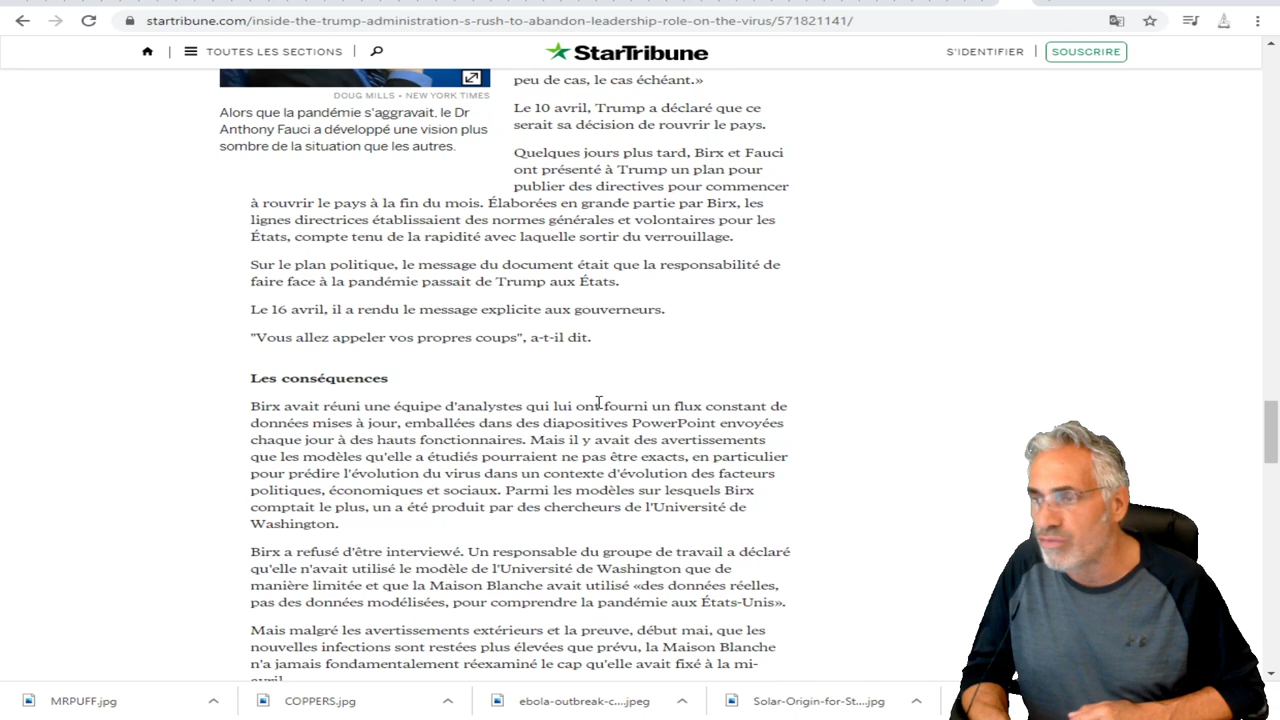 startribune.com/inside-the-trump-administration-s-rush-to-abandon-leadership-role-on-the-virus/571821141/
TOUTES LES SECTIONS
StarTribune
S'IDENTIFIER
SOUSCRIRE
DOUG MILLS • NEW YORK TIMES
Alors que la pandémie s'aggravait, le Dr
Anthony Fauci a développé une vision plus
sombre de la situation que les autres.
peu de cas, le cas échéant.»
Le 10 avril, Trump a déclaré que ce
serait sa décision de rouvrir le pays.
Quelques jours plus tard, Birx et Fauci
ont présenté à Trump un plan pour
publier des directives pour commencer
à rouvrir le pays à la fin du mois. Élaborées en grande partie par Birx, les
lignes directrices établissaient des normes générales et volontaires pour les
États, compte tenu de la rapidité avec laquelle sortir du verrouillage.
Sur le plan politique, le message du document était que la responsabilité de
faire face à la pandémie passait de Trump aux États.
Le 16 avril, il a rendu le message explicite aux gouverneurs.
"Vous allez appeler vos propres coups", a-t-il dit.
Les conséquences
Birx avait réuni une équipe d'analystes qui lui ont fourni un flux constant de
données mises à jour, emballées dans des diapositives PowerPoint envoyées
chaque jour à des hauts fonctionnaires. Mais il y avait des avertissements
que les modèles qu'elle a étudiés pourraient ne pas être exacts, en particulier
pour prédire l'évolution du virus dans un contexte d'évolution des facteurs
politiques, économiques et sociaux. Parmi les modèles sur lesquels Birx
comptait le plus, un a été produit par des chercheurs de l'Université de
Washington.
Birx a refusé d'être interviewé. Un responsable du groupe de travail a déclaré
qu'elle n'avait utilisé le modèle de l'Université de Washington que de
manière limitée et que la Maison Blanche avait utilisé «des données réelles,
pas des données modélisées, pour comprendre la pandémie aux États-Unis».
Mais malgré les avertissements extérieurs et la preuve, début mai, que les
nouvelles infections sont restées plus élevées que prévu, la Maison Blanche
n'a jamais fondamentalement réexaminé le cap qu'elle avait fixé à la mi-
avril.
MRPUFF.jpg
COPPERS.jpg
ebola-outbreak-c....jpeg
Solar-Origin-for-St....jpg